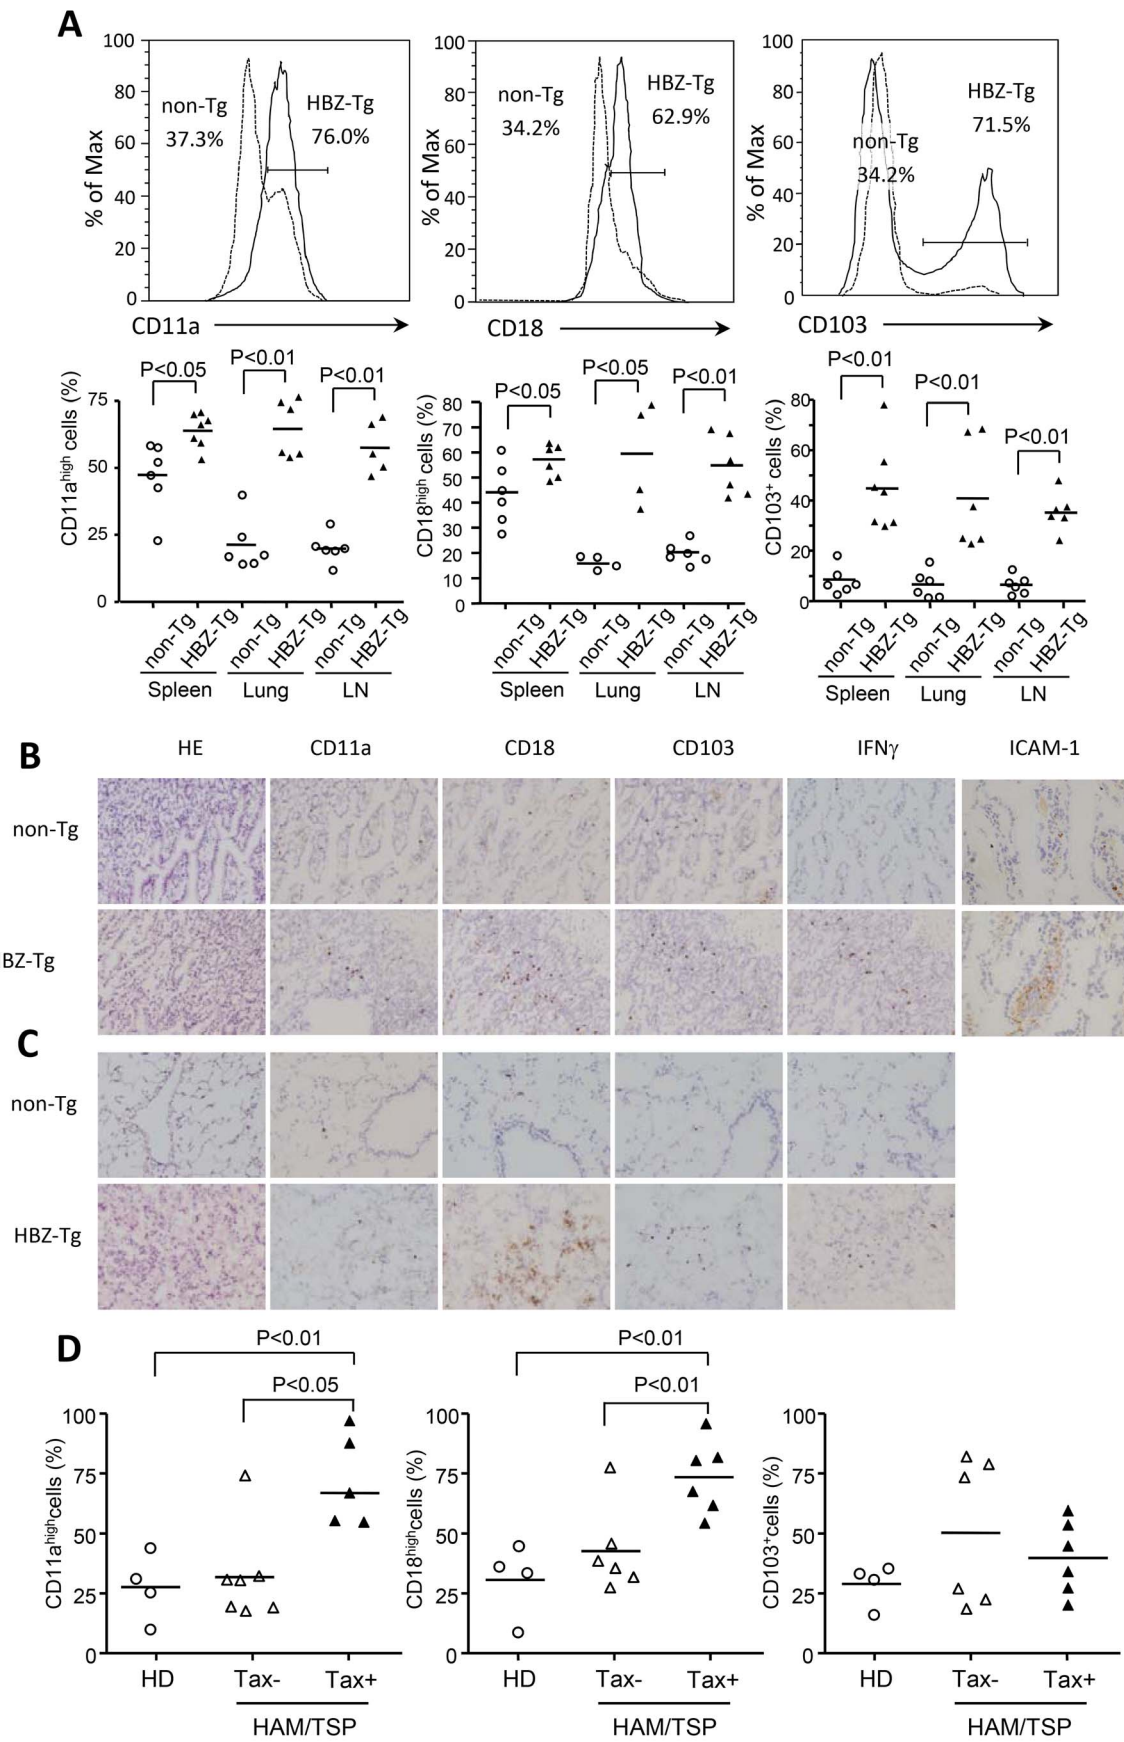 A
100
80
60
40
20
0
% of Max
non-Tg
37.3%
HBZ-Tg
76.0%
CD11a
100
80
60
40
20
0
% of Max
non-Tg
34.2%
HBZ-Tg
62.9%
CD18
100
80
60
40
20
0
% of Max
non-Tg
34.2%
HBZ-Tg
71.5%
CD103
P<0.05
P<0.01
P<0.01
75
50
25
0
CD11ahigh cells (%)
non-Tg
HBZ-Tg
non-Tg
HBZ-Tg
non-Tg
HBZ-Tg
Spleen
Lung
LN
P<0.05
P<0.05
P<0.01
80
70
60
50
40
30
20
10
0
CD18high cells (%)
non-Tg
HBZ-Tg
non-Tg
HBZ-Tg
non-Tg
HBZ-Tg
Spleen
Lung
LN
P<0.01
P<0.01
P<0.01
80
60
40
20
0
CD103+ cells (%)
non-Tg
HBZ-Tg
non-Tg
HBZ-Tg
non-Tg
HBZ-Tg
Spleen
Lung
LN
B
HE
CD11a
CD18
CD103
IFNγ
ICAM-1
non-Tg
BZ-Tg
C
non-Tg
HBZ-Tg
D
P<0.01
P<0.05
100
75
50
25
0
CD11ahighcells (%)
HD
Tax-
Tax+
HAM/TSP
P<0.01
P<0.01
100
75
50
25
0
CD18highcells (%)
HD
Tax-
Tax+
HAM/TSP
100
75
50
25
0
CD103+cells (%)
HD
Tax-
Tax+
HAM/TSP